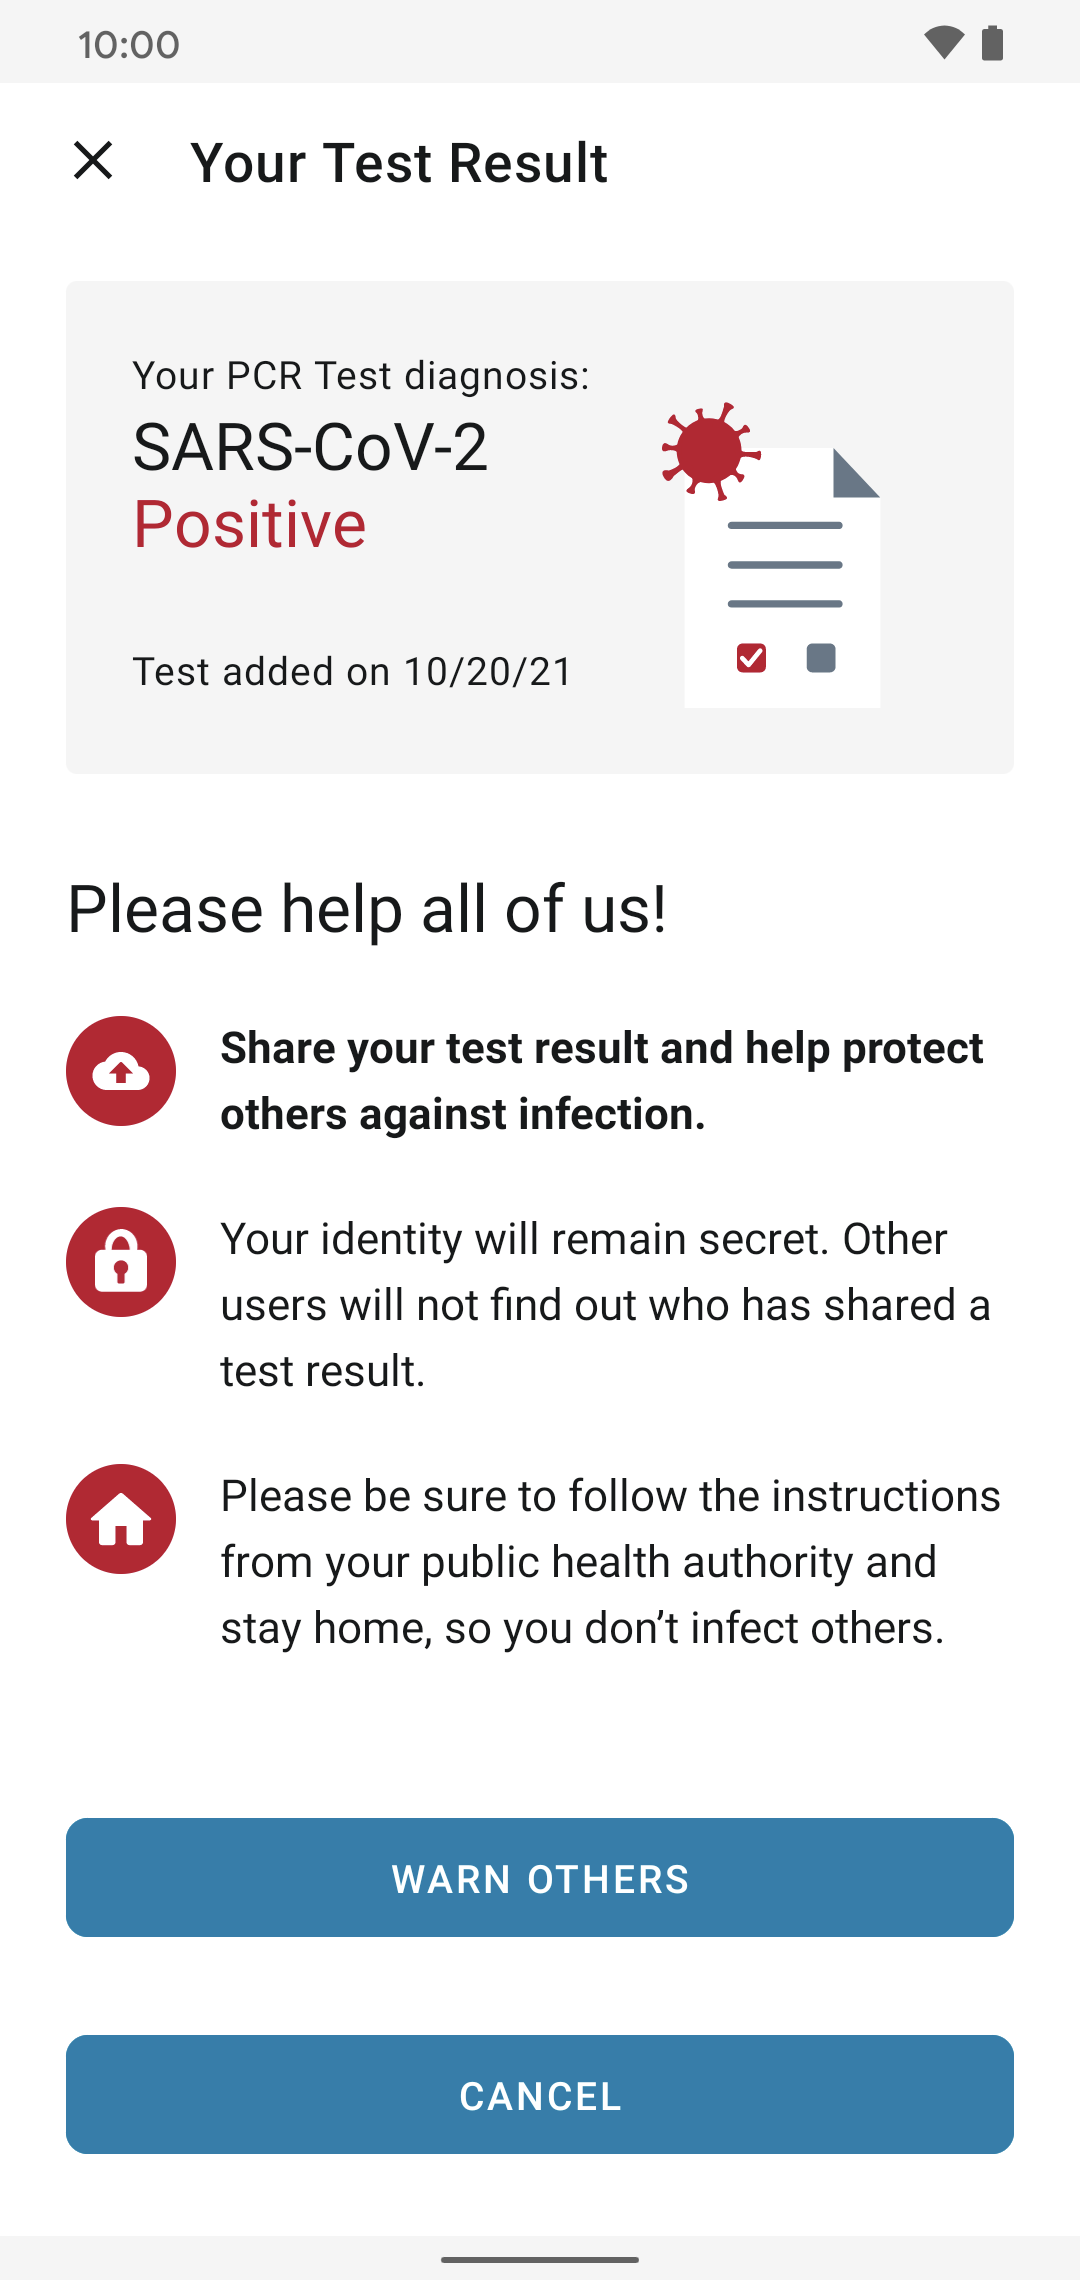 10:00
Your Test Result
Your PCR Test diagnosis:
SARS-CoV-2
Positive
Test added on 10/20/21
Please help all of us!
Share your test result and help protect
others against infection.
Your identity will remain secret. Other
users will not find out who has shared a
test result.
Please be sure to follow the instructions
from your public health authority and
stay home, so you don’t infect others.
WARN OTHERS
CANCEL